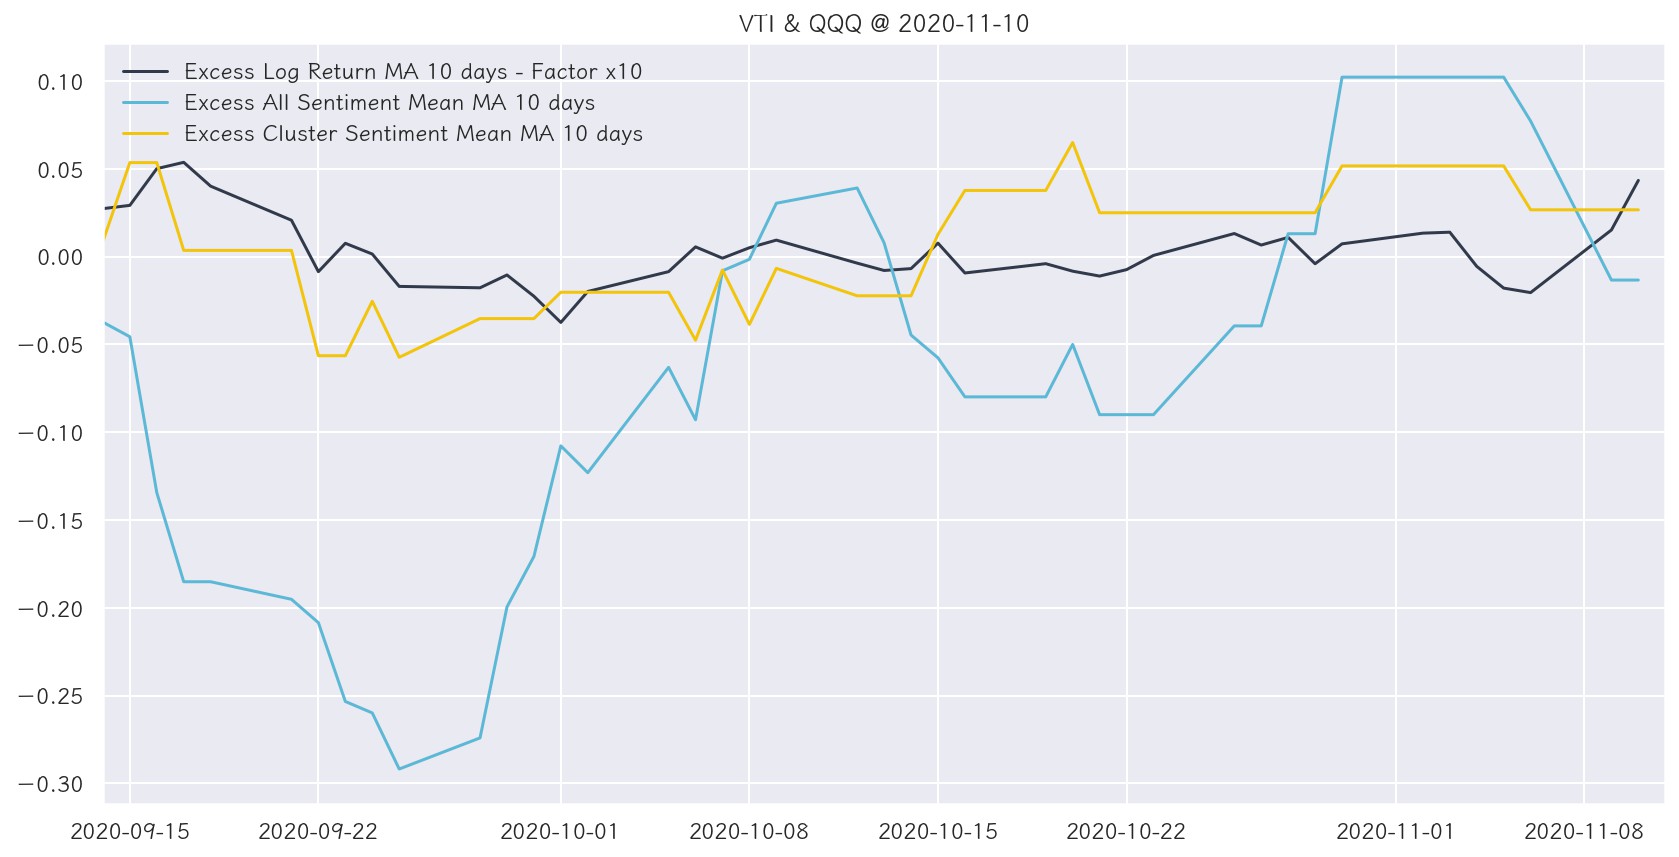 VTI & QQQ @ 2020-11-10
Excess Log Return MA 10 days - Factor x10
Excess All Sentiment Mean MA 10 days
Excess Cluster Sentiment Mean MA 10 days
0.10
0.05
0.00
−0.05
−0.10
−0.15
−0.20
−0.25
−0.30
2020-09-15 2020-09-22 2020-10-01 2020-10-08 2020-10-15 2020-10-22 2020-11-01 2020-11-08